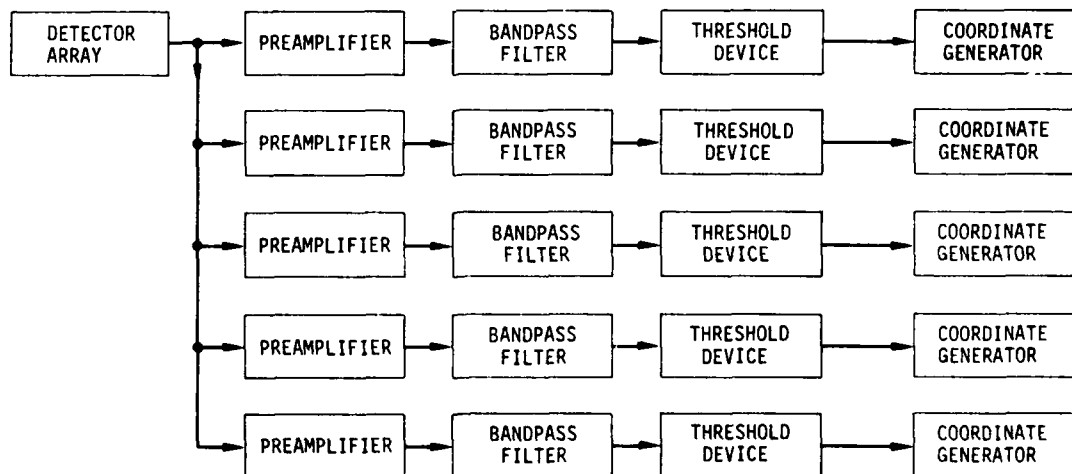 DETECTOR
ARRAY
PREAMPLIFIER
BANDPASS
FILTER
THRESHOLD
DEVICE
COORDINATE
GENERATOR
PREAMPLIFIER
BANDPASS
FILTER
THRESHOLD
DEVICE
COORDINATE
GENERATOR
PREAMPLIFIER
BANDPASS
FILTER
THRESHOLD
DEVICE
COORDINATE
GENERATOR
PREAMPLIFIER
BANDPASS
FILTER
THRESHOLD
DEVICE
COORDINATE
GENERATOR
PREAMPLIFIER
BANDPASS
FILTER
THRESHOLD
DEVICE
COORDINATE
GENERATOR